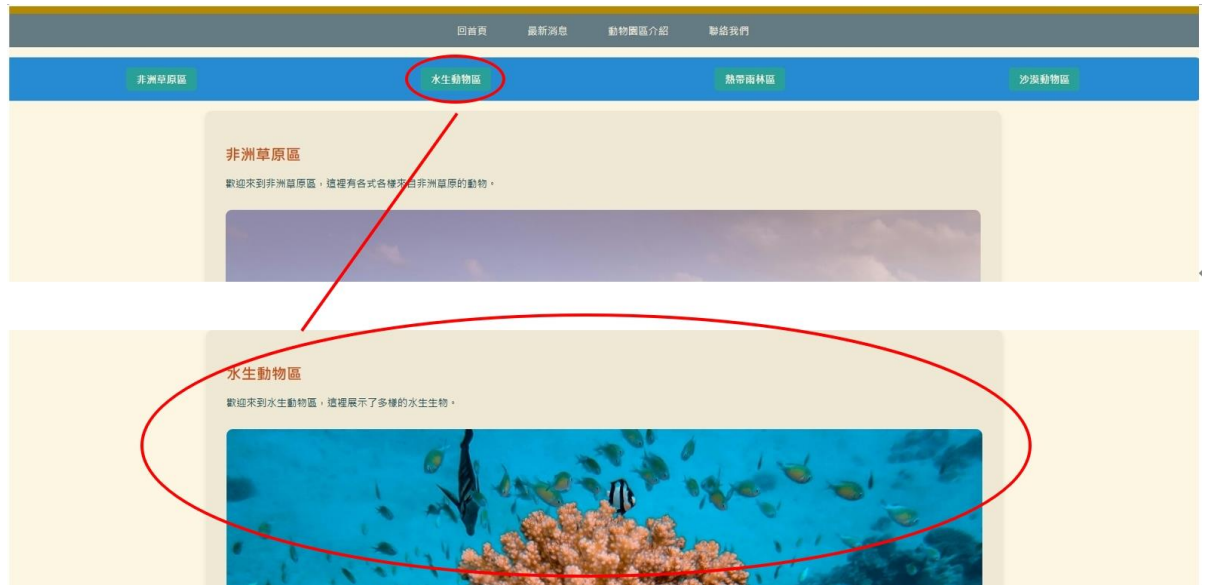 回首頁 最新消息 動物園區介紹 聯絡我們
非洲草原區 水生動物區 熱帶雨林區 沙漠動物區
非洲草原區
歡迎來到非洲草原區，這裡有各式各樣來自非洲草原的動物。
水生動物區
歡迎來到水生動物區，這裡展示了多樣的水生生物。